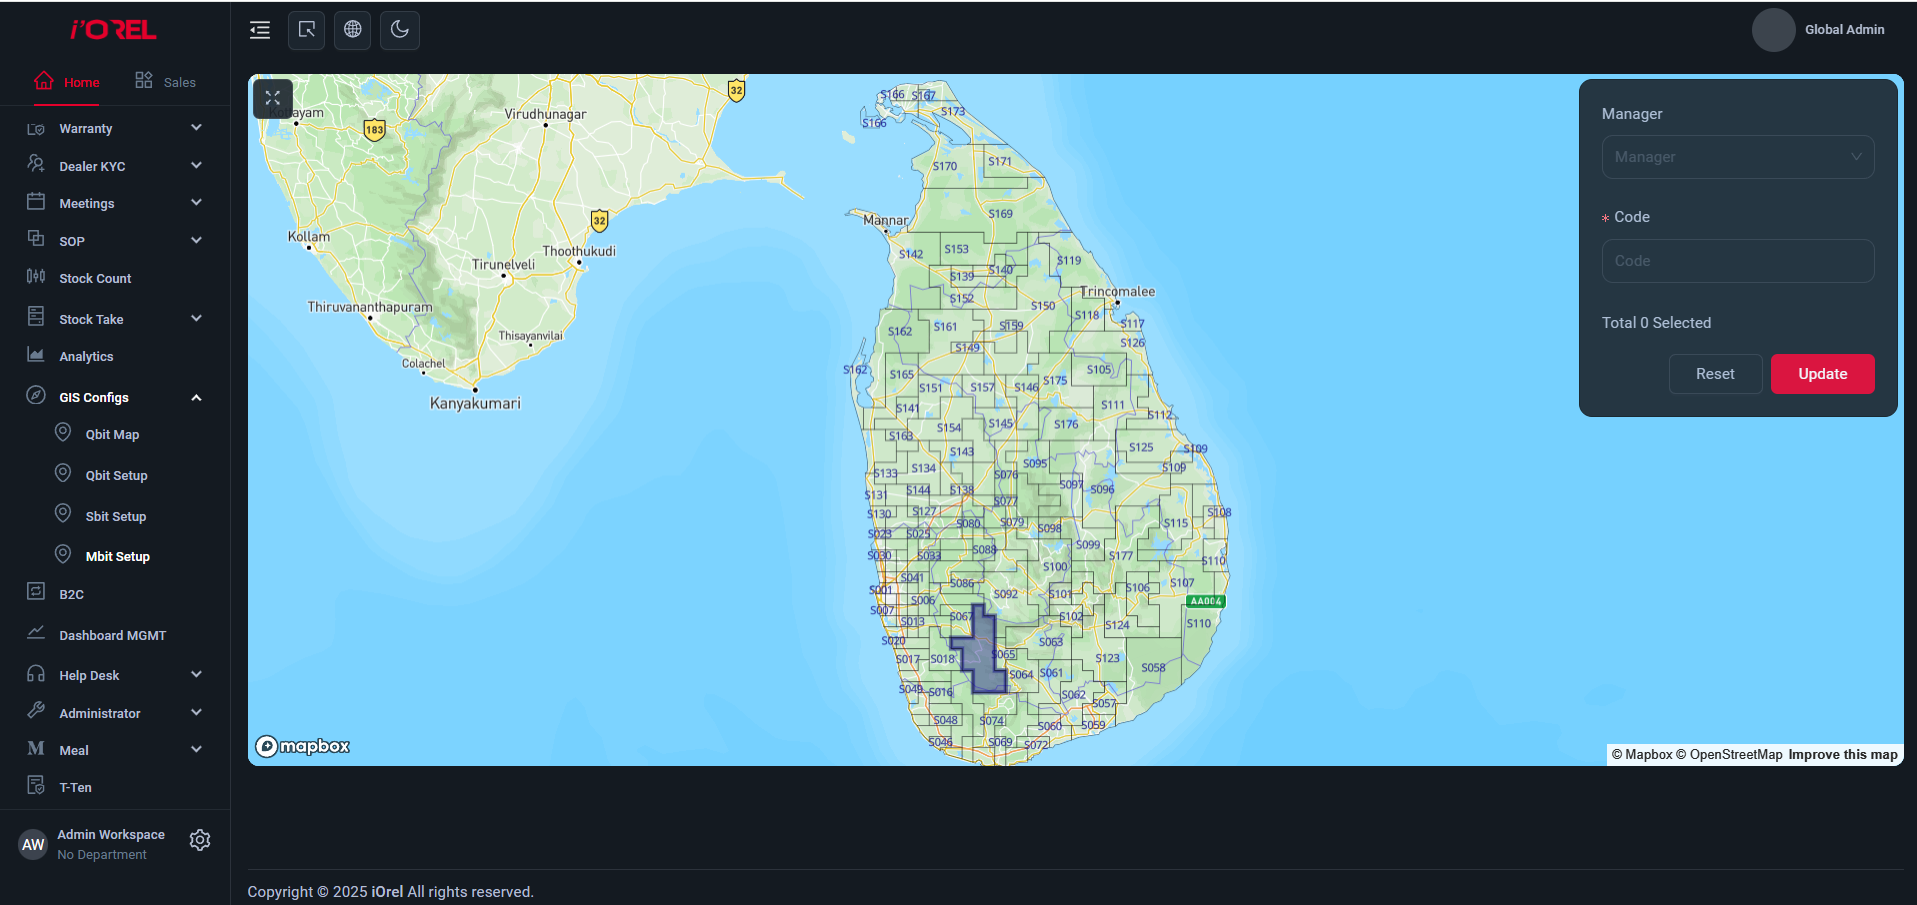 i'OREL
Home
Sales
Warranty
Dealer KYC
Meetings
SOP
Stock Count
Stock Take
Analytics
GIS Configs
Qbit Map
Qbit Setup
Sbit Setup
Mbit Setup
B2C
Dashboard MGMT
Help Desk
Administrator
Meal
T-Ten
AW
Admin Workspace
No Department
Global Admin
Virudhunagar
183
32
32
Kollam
Thoothukudi
Tirunelveli
Thiruvananthapuram
Thisayanvilai
Colachel
Kanyakumari
S166 S167
S173
S166
S170 S171
S169
Mannar
S142 S153
S119
S139 S140
Trincomalee
S152
S150
S118
S117
S162 S161 S159
S126
S149
S162
S165
S105
S151 S157 S146 S175
S141
S111
S112
S154 S145 S176
S163
S143
S125 S109
S133 S134
S095
S109
S076
S131 S144 S138
S097 S096
S077
S130 S127
S108
S080 S079 S098
S115
S023 S025
S030 S033 S088
S099
S177
S110
S100
S041 S086
S107
S001
S006
S092 S101
S106
AA004
S007
S013 S067
S102
S124
S110
S020
S063
S017 S018
S065
S123
S064 S061
S058
S049 S016
S062
S057
S048 S074
S060 S059
S046 S069 S072
mapbox
© Mapbox © OpenStreetMap Improve this map
Manager
Manager
* Code
Code
Total 0 Selected
Reset
Update
Copyright © 2025 iOrel All rights reserved.